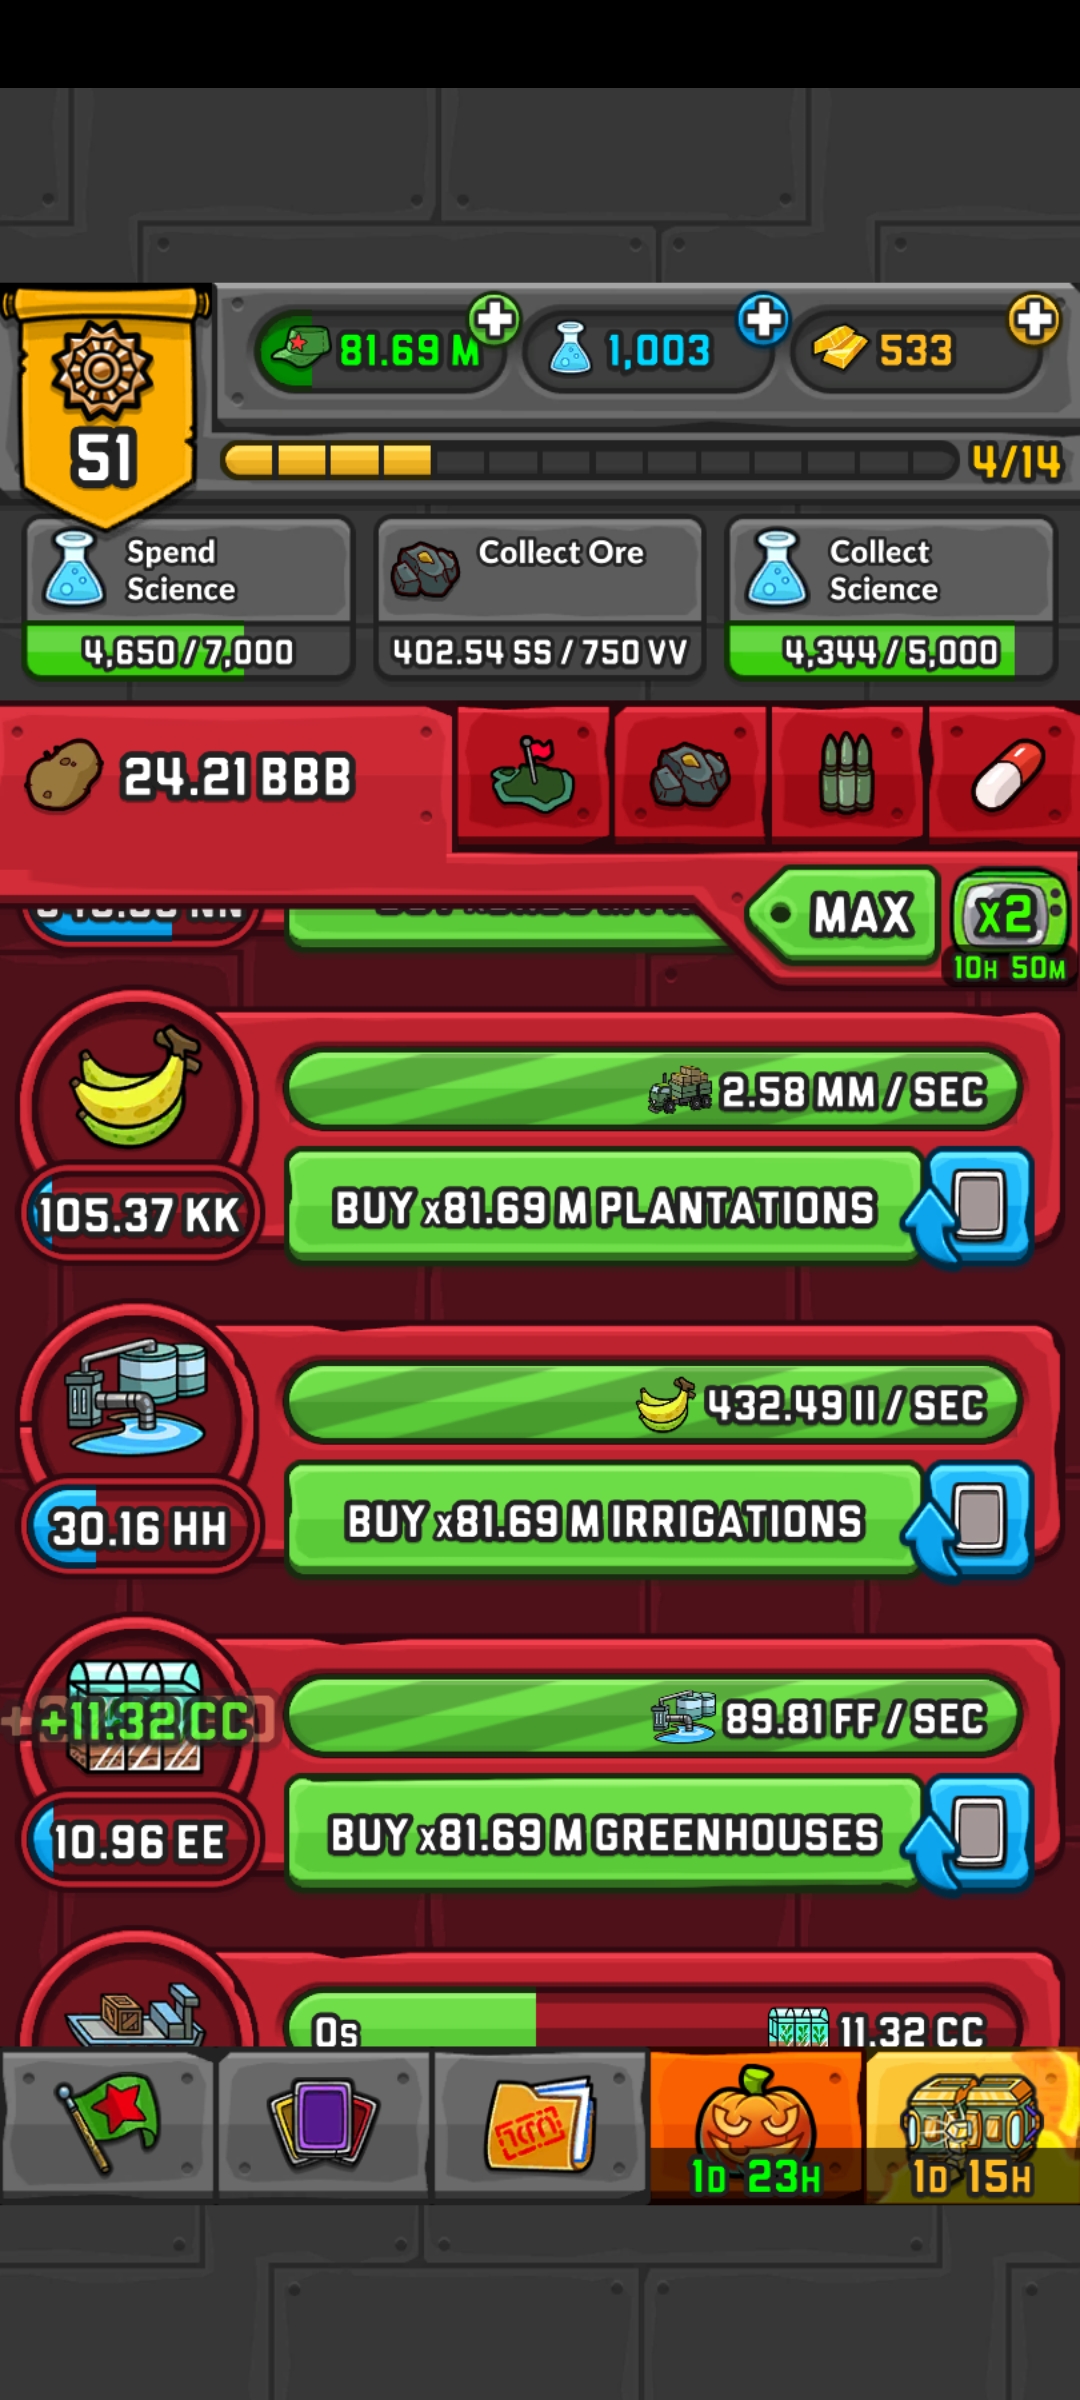 81.69 M
1,003
533
51
4/14
Spend
Science
Collect Ore
Collect
Science
4,650/7,000
402.54 SS/750 VV
4,344/5,000
24.21 BBB
MAX
x2
10H 50M
2.58 MM/SEC
105.37 KK
BUY x81.69 M PLANTATIONS
432.49 II/SEC
30.16 HH
BUY x81.69 M IRRIGATIONS
+11.32 CC
89.81 FF/SEC
10.96 EE
BUY x81.69 M GREENHOUSES
0s
11.32 CC
1D 23H
1D 15H